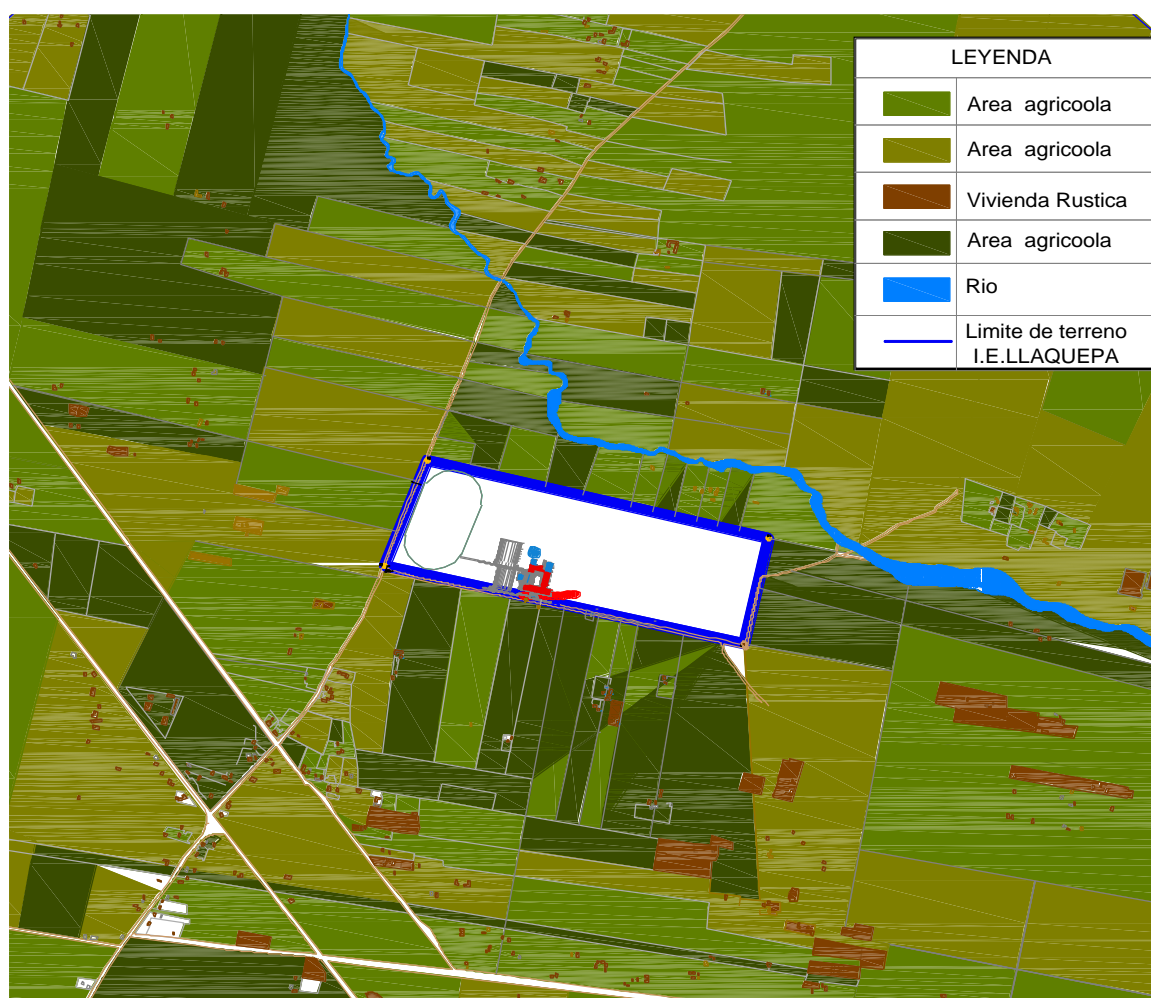 LEYENDA
Area agricoola
Area agricoola
Vivienda Rustica
Area agricoola
Rio
Limite de terreno
I.E.LLAQUEPA